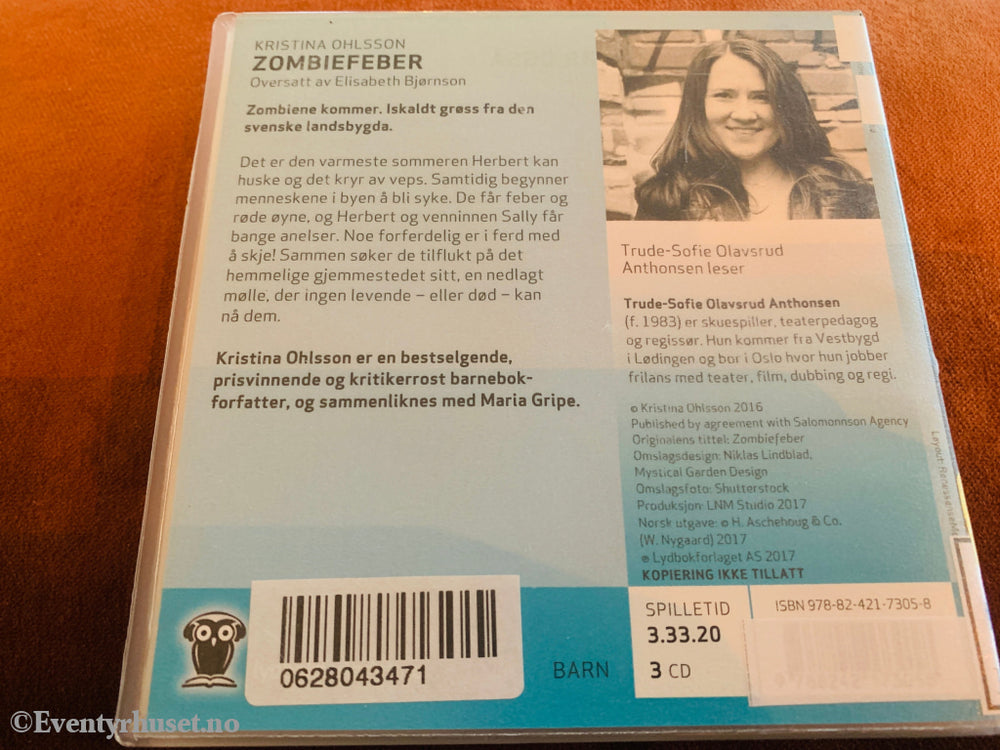 KRISTINA OHLSSON
ZOMBIEFEBER
Oversatt av Elisabeth Bjørnson
Zombiene kommer. Iskaldt grøss fra den
svenske landsbygda.
Det er den varmeste sommeren Herbert kan
huske og det kryr av veps. Samtidig begynner
menneskene i byen å bli syke. De får feber og
røde øyne, og Herbert og venninnen Sally får
bange anelser. Noe forferdelig er i ferd med
å skje! Sammen søker de tilflukt på det
hemmelige gjemmestedet sitt, en nedlagt
mølle, der ingen levende – eller død – kan
nå dem.
Kristina Ohlsson er en bestselgende,
prisvinnende og kritikerrost barnebok-
forfatter, og sammenliknes med Maria Gripe.
Trude-Sofie Olavsrud
Anthonsen leser
Trude-Sofie Olavsrud Anthonsen
(f. 1983) er skuespiller, teaterpedagog
og regissør. Hun kommer fra Vestbygd
i Lødingen og bor i Oslo hvor hun jobber
frilans med teater, film, dubbing og regi.
© Kristina Ohlsson 2016
Published by agreement with Salomonnson Agency
Originalens tittel: Zombiefeber
Omslagsdesign: Niklas Lindblad,
Mystical Garden Design
Omslagsfoto: Shutterstock
Produksjon: LNM Studio 2017
Norsk utgave: © H. Aschehoug & Co.
(W. Nygaard) 2017
℗ Lydbokforlaget AS 2017
KOPIERING IKKE TILLATT
Layout:
SPILLETID
3.33.20
3 CD
ISBN 978-82-421-7305-8
BARN
0628043471
©Eventyrhuset.no